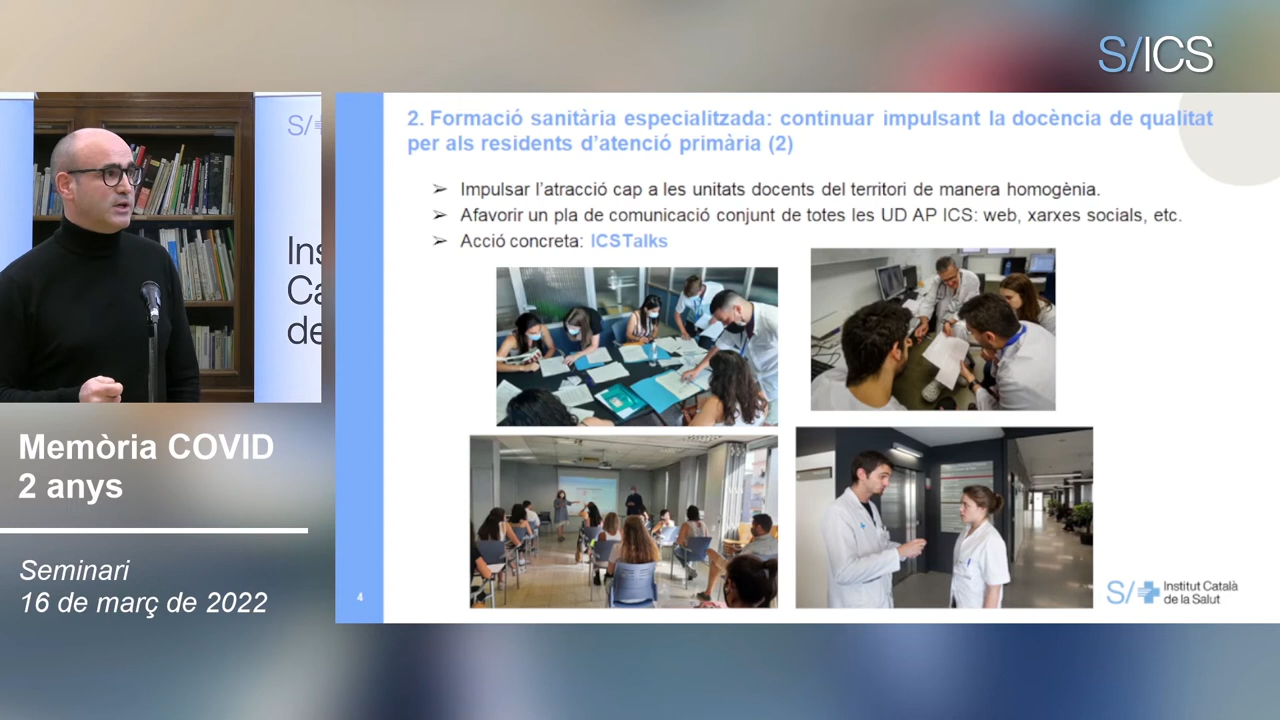 S/ICS
S/
Ins
Ca
de
Memòria COVID
2 anys
Seminari
16 de març de 2022
2. Formació sanitària especialitzada: continuar impulsant la docència de qualitat
per als residents d’atenció primària (2)
➢ Impulsar l’atracció cap a les unitats docents del territori de manera homogènia.
➢ Afavorir un pla de comunicació conjunt de totes les UD AP ICS: web, xarxes socials, etc.
➢ Acció concreta: ICSTalks
4
S/ Institut Català
de la Salut